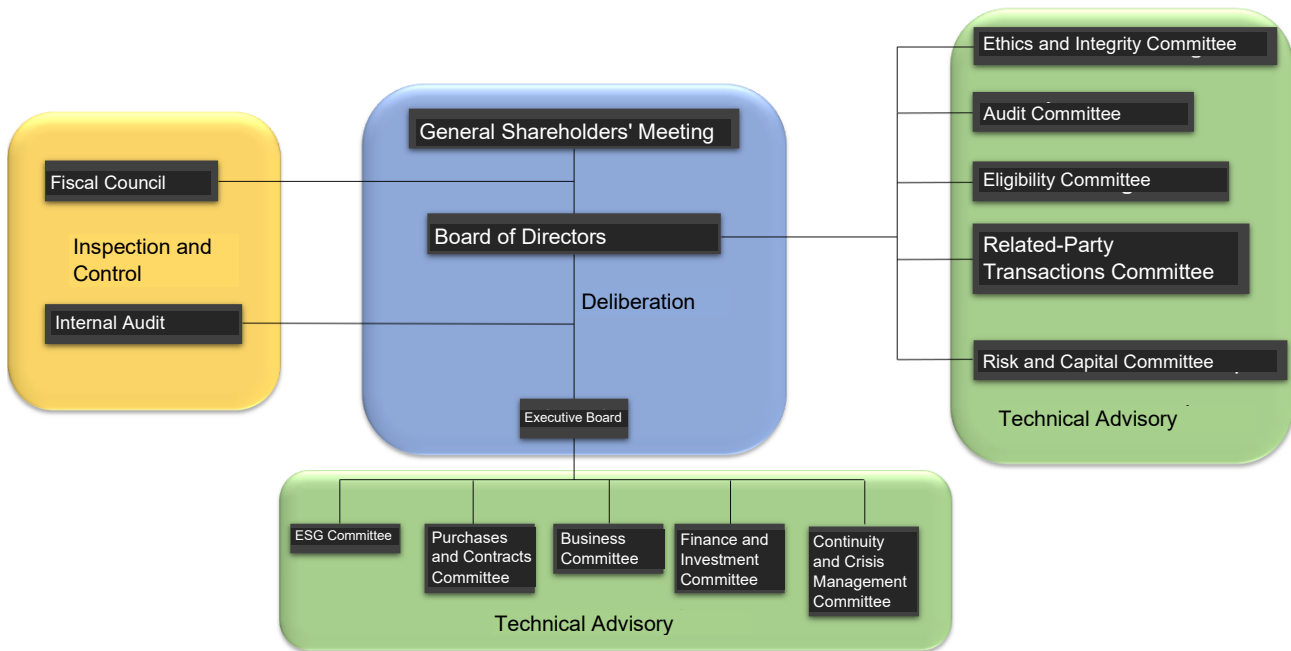 Ethics and Integrity Committee
Audit Committee
Eligibility Committee
Related-Party
Transactions Committee
Risk and Capital Committee
Technical Advisory
General Shareholders' Meeting
Board of Directors
Deliberation
Executive Board
Fiscal Council
Inspection and
Control
Internal Audit
ESG Committee
Purchases
and Contracts
Committee
Business
Committee
Finance and
Investment
Committee
Continuity
and Crisis
Management
Committee
Technical Advisory